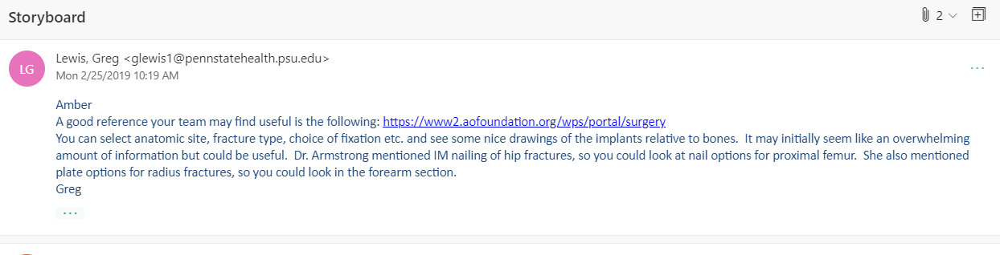 Storyboard
2
LG
Lewis, Greg <glewis1@pennstatehealth.psu.edu>
Mon 2/25/2019 10:19 AM
Amber
A good reference your team may find useful is the following: https://www2.aofoundation.org/wps/portal/surgery
You can select anatomic site, fracture type, choice of fixation etc. and see some nice drawings of the implants relative to bones.  It may initially seem like an overwhelming
amount of information but could be useful.  Dr. Armstrong mentioned IM nailing of hip fractures, so you could look at nail options for proximal femur.  She also mentioned
plate options for radius fractures, so you could look in the forearm section.
Greg